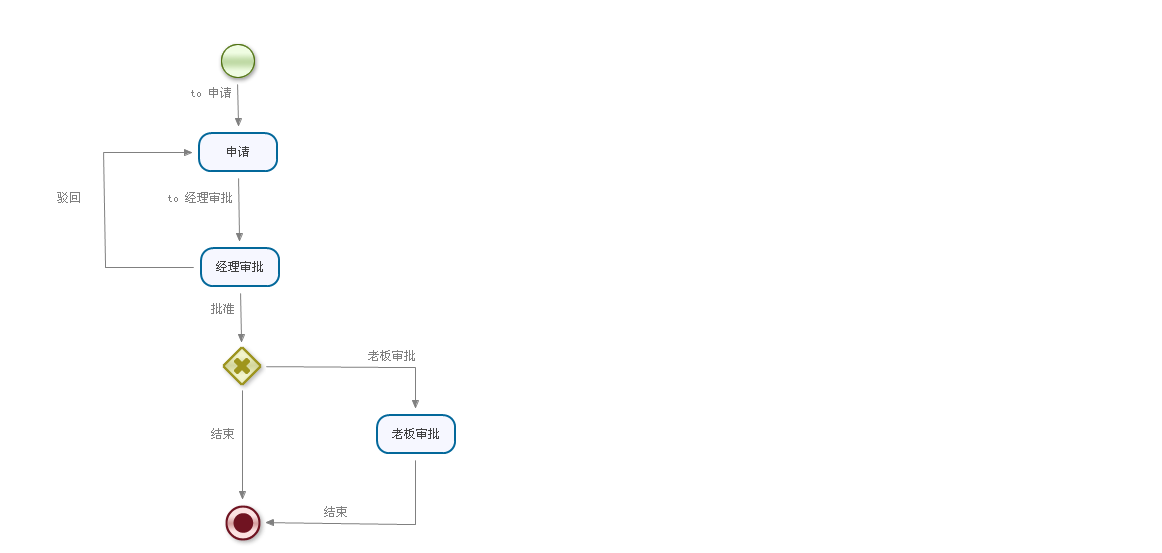 to 申请
申请
驳回
to 经理审批
经理审批
批准
老板审批
结束
老板审批
结束